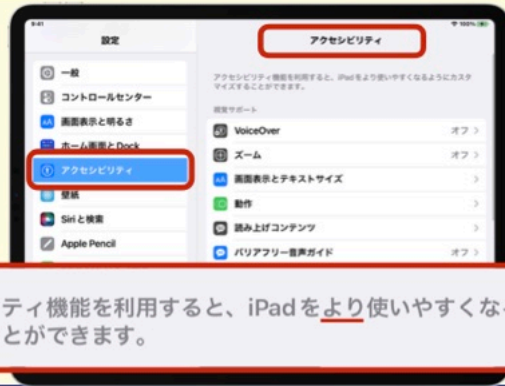 9:41
100%
設定
アクセシビリティ
一般
コントロールセンター
画面表示と明るさ
ホーム画面とDock
アクセシビリティ
壁紙
Siriと検索
Apple Pencil
アクセシビリティ機能を利用すると、iPadをより使いやすくなるようにカスタ
マイズすることができます。
視覚サポート
VoiceOver
オフ
ズーム
オフ
画面表示とテキストサイズ
動作
読み上げコンテンツ
バリアフリー音声ガイド
オフ
ティ機能を利用すると、iPadをより使いやすくな
とができます。